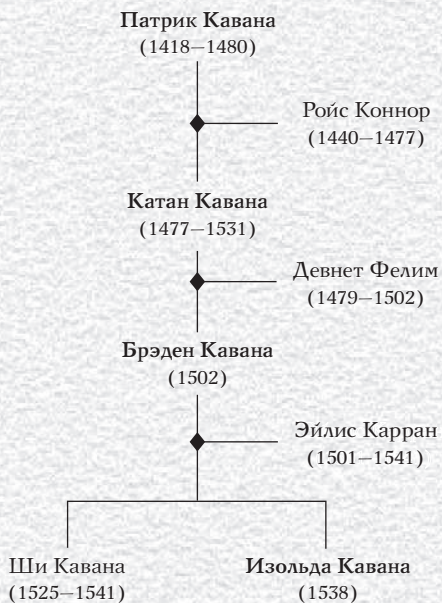 Патрик Кавана
(1418—1480)
Ройс Коннор
(1440—1477)
Катан Кавана
(1477—1531)
Девнет Фелим
(1479—1502)
Брэден Кавана
(1502)
Эйлис Карран
(1501—1541)
Ши Кавана
(1525—1541)
Изольда Кавана
(1538)